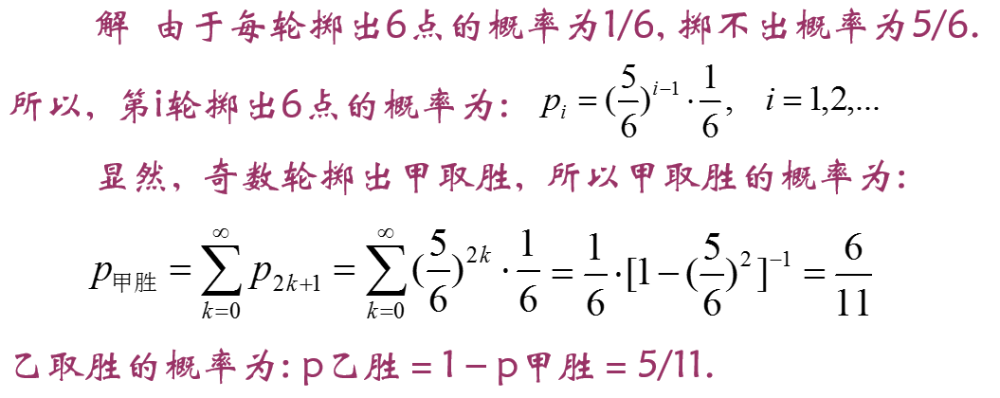 解 由于每轮掷出6点的概率为1/6, 掷不出概率为5/6.
所以, 第i轮掷出6点的概率为: $p_i = (\frac{5}{6})^{i-1} \cdot \frac{1}{6}, \quad i = 1,2,...$
显然, 奇数轮掷出甲取胜, 所以甲取胜的概率为:
$p_{甲胜} = \sum_{k=0}^{\infty} p_{2k+1} = \sum_{k=0}^{\infty} (\frac{5}{6})^{2k} \cdot \frac{1}{6} = \frac{1}{6} \cdot [1 - (\frac{5}{6})^2]^{-1} = \frac{6}{11}$
乙取胜的概率为: p乙胜 = 1 − p甲胜 = 5/11.